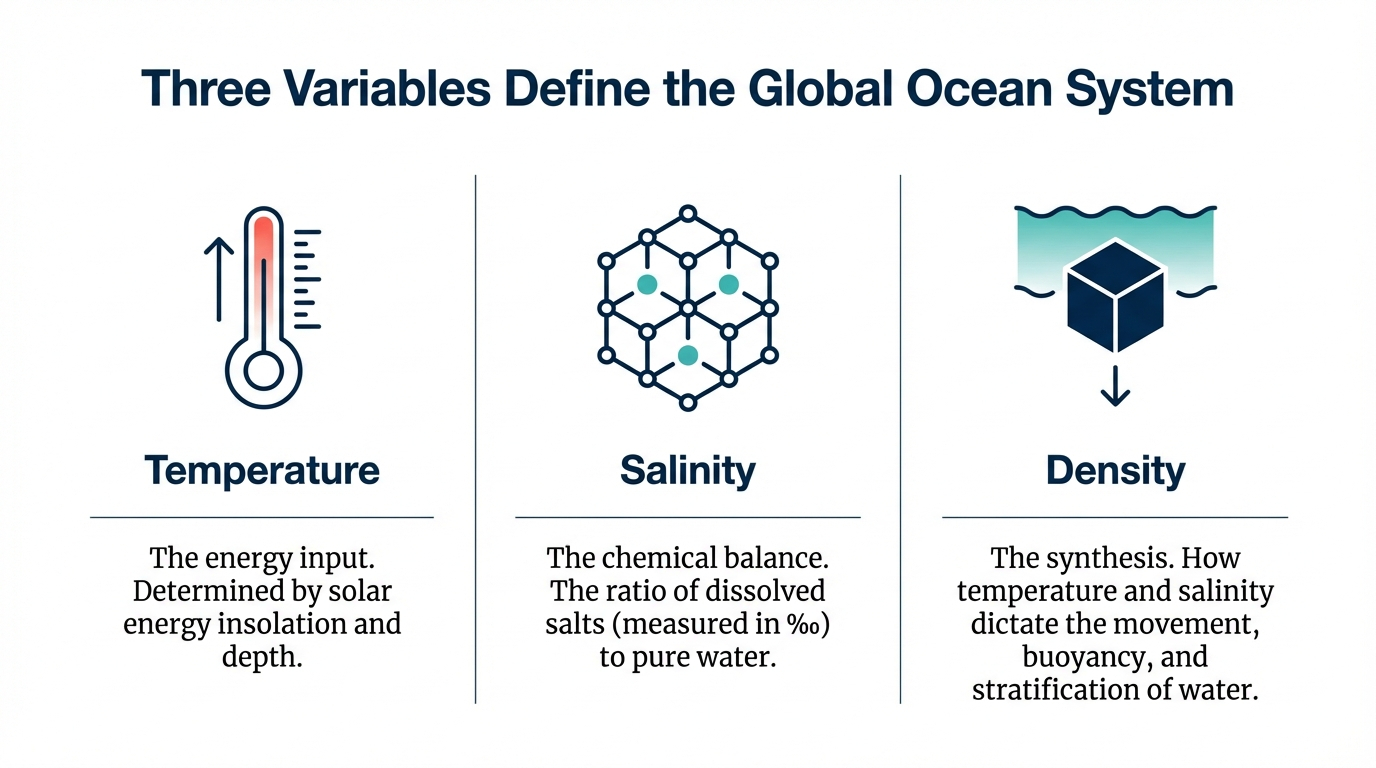 Three Variables Define the Global Ocean System
Temperature
The energy input.
Determined by solar
energy insolation and
depth.
Salinity
The chemical balance.
The ratio of dissolved
salts (measured in ‰)
to pure water.
Density
The synthesis. How
temperature and salinity
dictate the movement,
buoyancy, and
stratification of water.